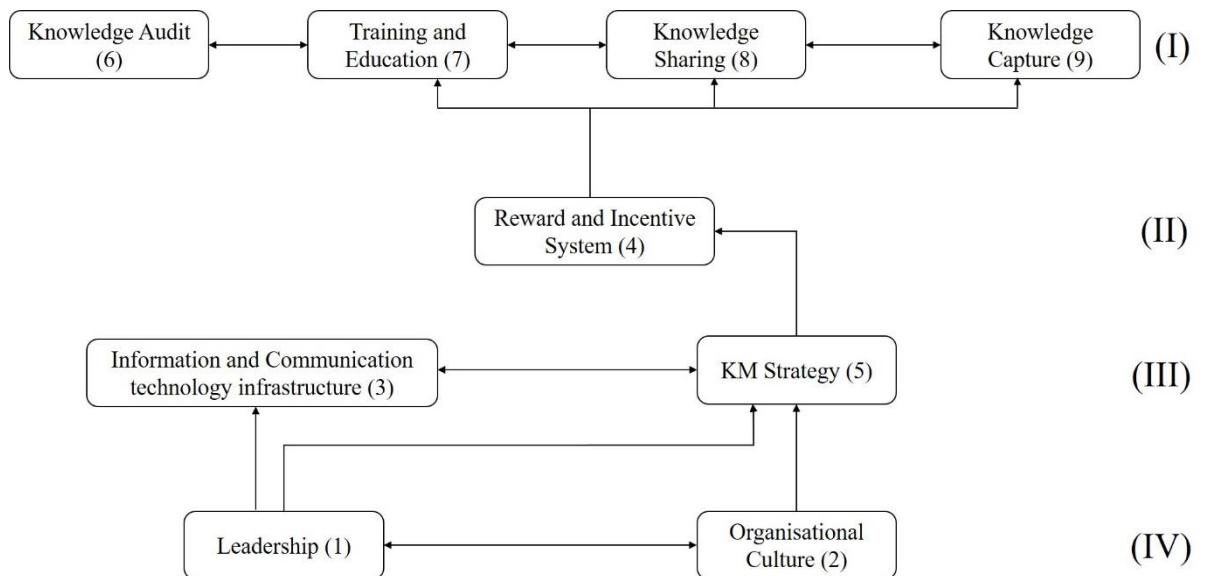 Knowledge Audit
(6)
Training and
Education (7)
Knowledge
Sharing (8)
Knowledge
Capture (9)
(I)
Reward and Incentive
System (4)
(II)
Information and Communication
technology infrastructure (3)
KM Strategy (5)
(III)
Leadership (1)
Organisational
Culture (2)
(IV)